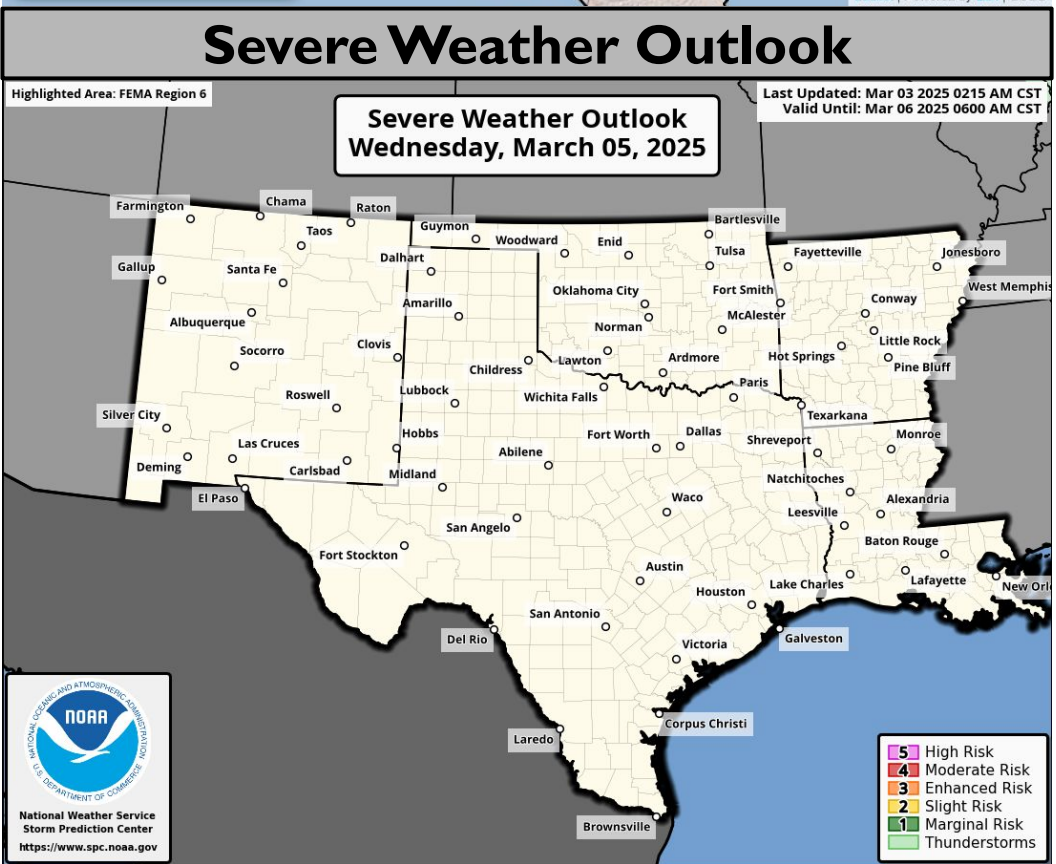 Severe Weather Outlook
Highlighted Area: FEMA Region 6
Last Updated: Mar 03 2025 0215 AM CST
Valid Until: Mar 06 2025 0600 AM CST
Severe Weather Outlook
Wednesday, March 05, 2025
Farmington
Chama
Raton
Taos
Guymon
Woodward
Enid
Bartlesville
Tulsa
Fayetteville
Jonesboro
Gallup
Santa Fe
Dalhart
Oklahoma City
Fort Smith
West Memphis
Albuquerque
Amarillo
Norman
McAlester
Conway
Little Rock
Socorro
Clovis
Childress
Lawton
Ardmore
Hot Springs
Pine Bluff
Roswell
Lubbock
Wichita Falls
Paris
Texarkana
Silver City
Las Cruces
Hobbs
Abilene
Fort Worth
Dallas
Shreveport
Monroe
Deming
Carlsbad
Midland
Natchitoches
El Paso
San Angelo
Waco
Leesville
Alexandria
Fort Stockton
Baton Rouge
Austin
Houston
Lake Charles
Lafayette
Del Rio
San Antonio
Galveston
Victoria
Laredo
Corpus Christi
Brownsville
NATIONAL OCEANIC AND ATMOSPHERIC ADMINISTRATION
NOAA
U.S. DEPARTMENT OF COMMERCE
National Weather Service
Storm Prediction Center
https://www.spc.noaa.gov
5 High Risk
4 Moderate Risk
3 Enhanced Risk
2 Slight Risk
1 Marginal Risk
Thunderstorms